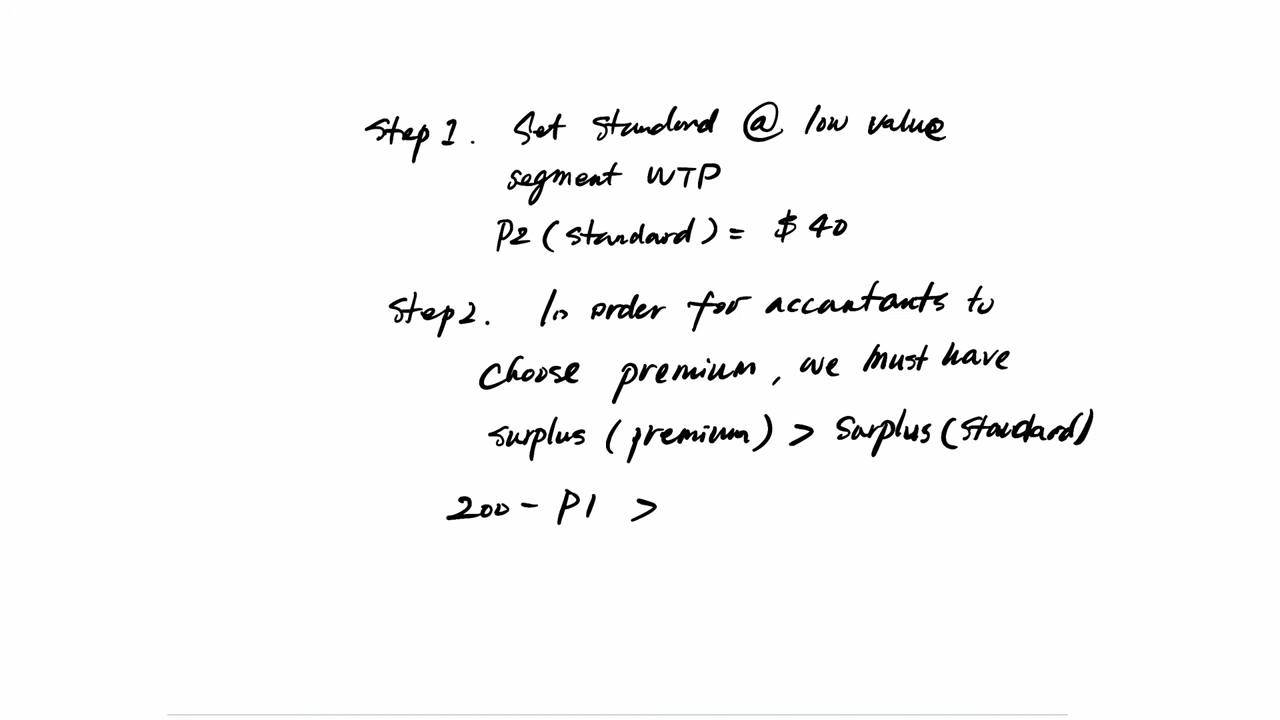 Step 1. Set standard @ low value
segment WTP
P2 (standard) = $ 40
Step 2. In order for accountants to
choose premium, we must have
surplus (premium) > Surplus (standard)
200 - P1 >